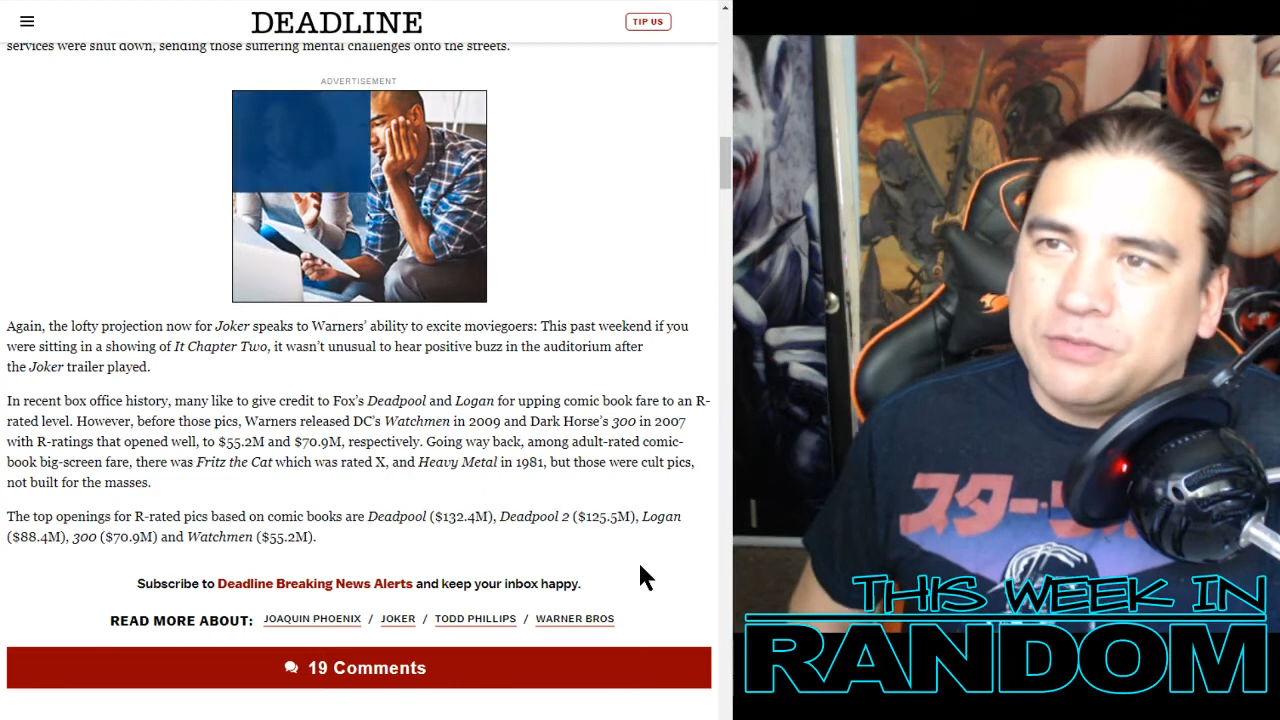 DEADLINE
TIP US
services were shut down, sending those suffering mental challenges onto the streets.
ADVERTISEMENT
Again, the lofty projection now for Joker speaks to Warners’ ability to excite moviegoers: This past weekend if you
were sitting in a showing of It Chapter Two, it wasn’t unusual to hear positive buzz in the auditorium after
the Joker trailer played.
In recent box office history, many like to give credit to Fox’s Deadpool and Logan for upping comic book fare to an R-
rated level. However, before those pics, Warners released DC’s Watchmen in 2009 and Dark Horse’s 300 in 2007
with R-ratings that opened well, to $55.2M and $70.9M, respectively. Going way back, among adult-rated comic-
book big-screen fare, there was Fritz the Cat which was rated X, and Heavy Metal in 1981, but those were cult pics,
not built for the masses.
The top openings for R-rated pics based on comic books are Deadpool ($132.4M), Deadpool 2 ($125.5M), Logan
($88.4M), 300 ($70.9M) and Watchmen ($55.2M).
Subscribe to Deadline Breaking News Alerts and keep your inbox happy.
READ MORE ABOUT: JOAQUIN PHOENIX / JOKER / TODD PHILLIPS / WARNER BROS
19 Comments
スター・
THIS WEEK IN
RANDOM